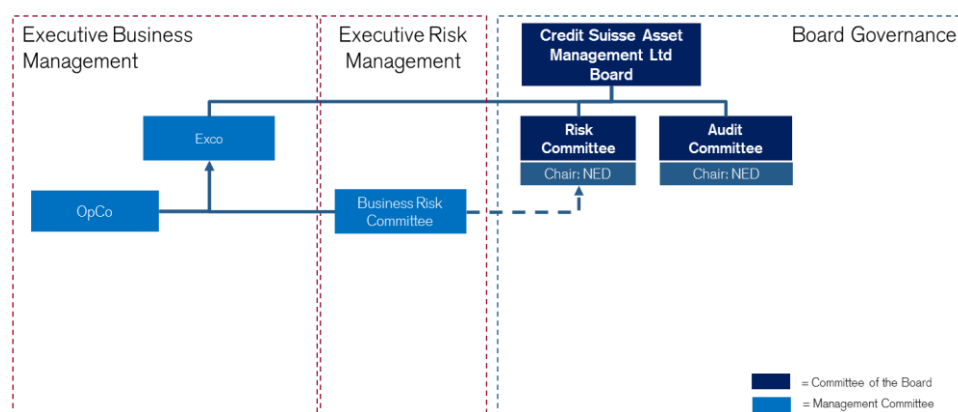 Executive Business
Management
Executive Risk
Management
Board Governance
Credit Suisse Asset
Management Ltd
Board
Exco
Risk
Committee
Chair: NED
Audit
Committee
Chair: NED
OpCo
Business Risk
Committee
= Committee of the Board
= Management Committee